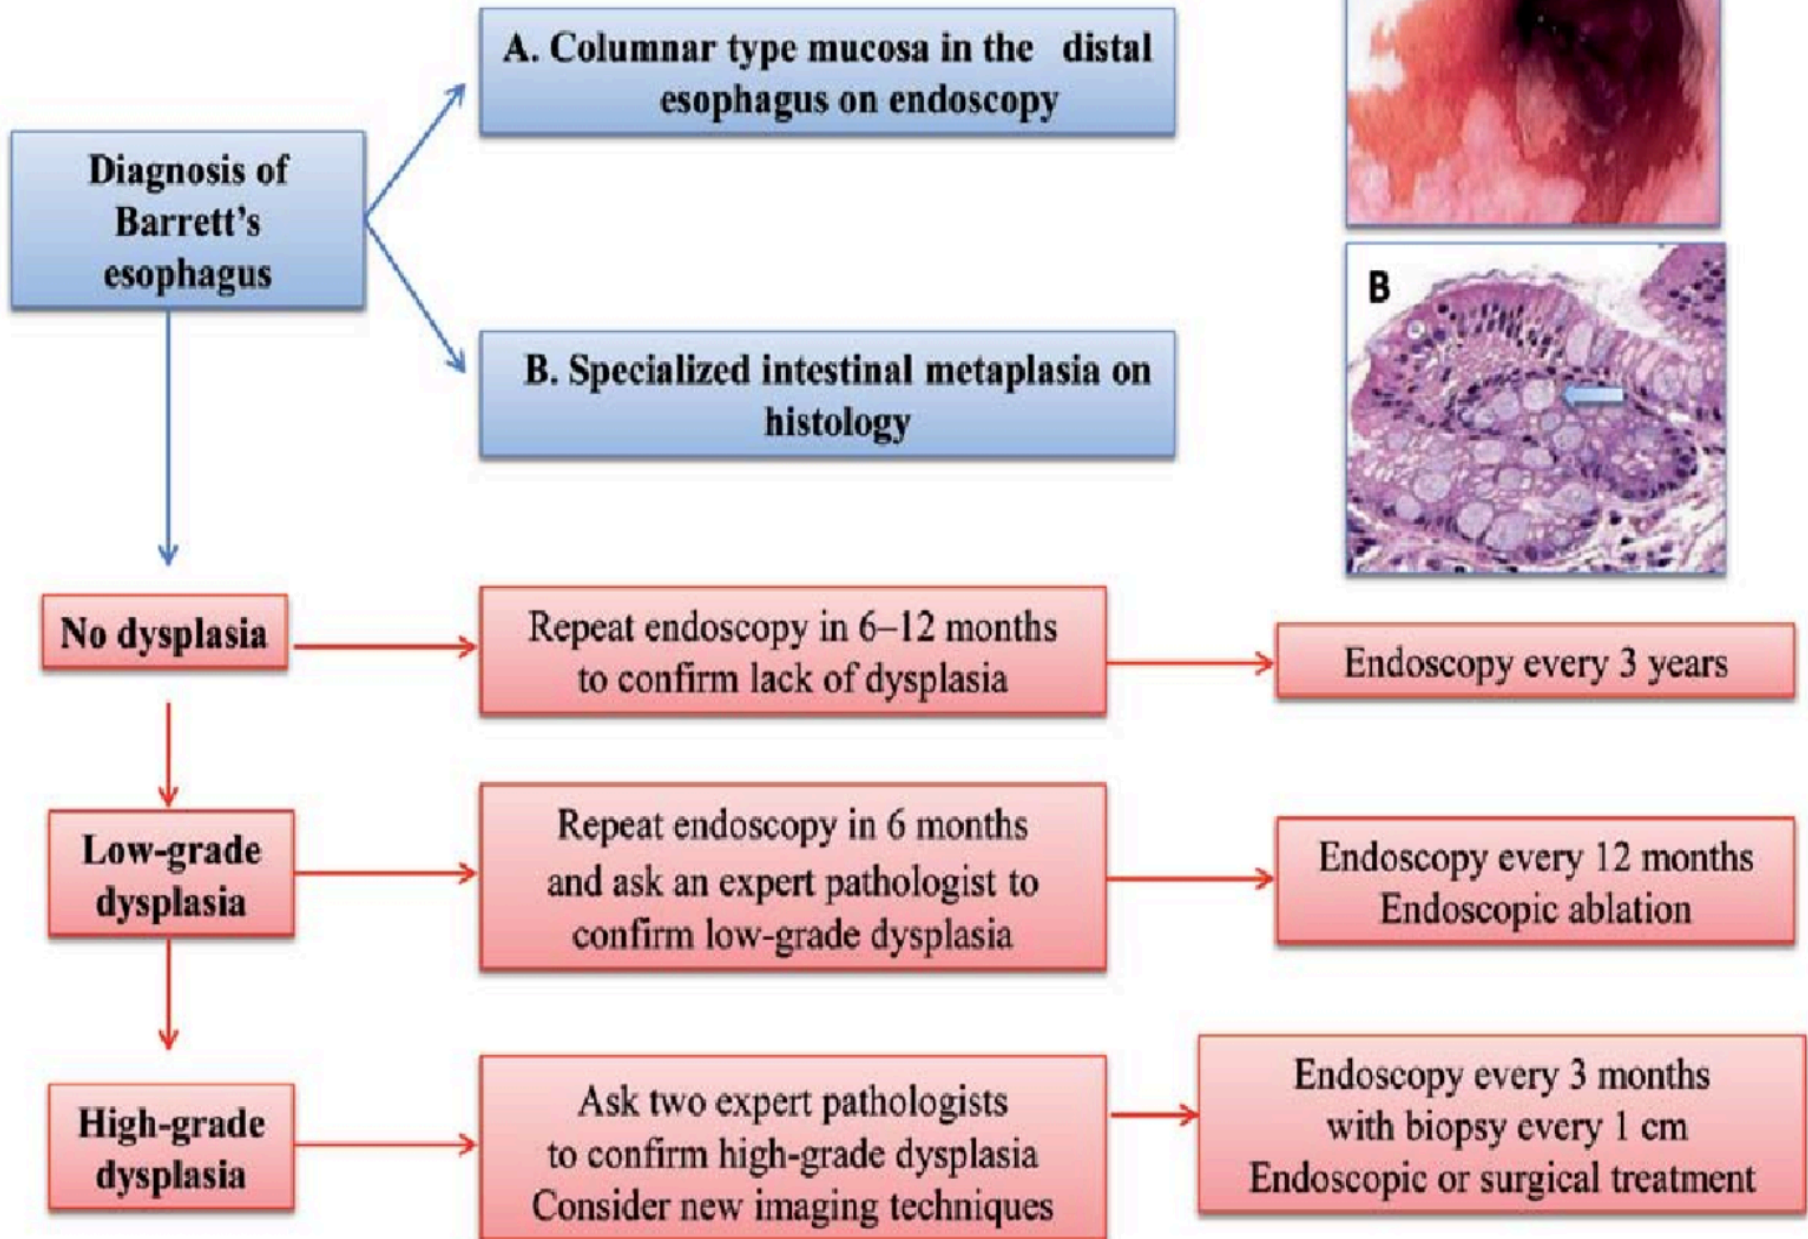 A. Columnar type mucosa in the distal
esophagus on endoscopy
Diagnosis of
Barrett’s
esophagus
B. Specialized intestinal metaplasia on
histology
B
No dysplasia
Repeat endoscopy in 6–12 months
to confirm lack of dysplasia
Endoscopy every 3 years
Low-grade
dysplasia
Repeat endoscopy in 6 months
and ask an expert pathologist to
confirm low-grade dysplasia
Endoscopy every 12 months
Endoscopic ablation
High-grade
dysplasia
Ask two expert pathologists
to confirm high-grade dysplasia
Consider new imaging techniques
Endoscopy every 3 months
with biopsy every 1 cm
Endoscopic or surgical treatment